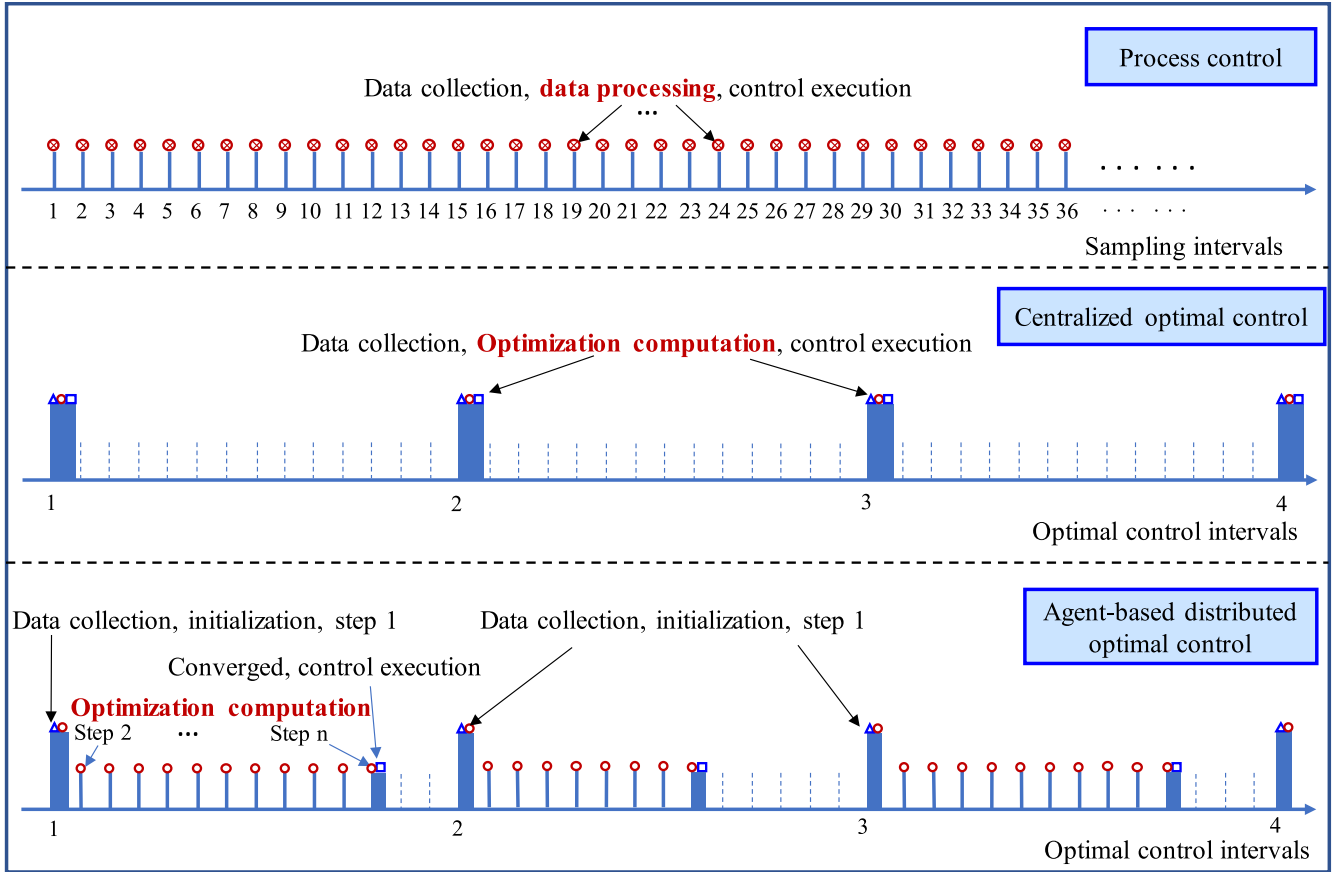 Process control
Data collection, data processing, control execution
...
1 2 3 4 5 6 7 8 9 10 11 12 13 14 15 16 17 18 19 20 21 22 23 24 25 26 27 28 29 30 31 32 33 34 35 36 ... ...
Sampling intervals
Centralized optimal control
Data collection, Optimization computation, control execution
1 2 3 4
Optimal control intervals
Agent-based distributed
optimal control
Data collection, initialization, step 1
Data collection, initialization, step 1
Converged, control execution
Optimization computation
Step 2 ... Step n
1 2 3 4
Optimal control intervals